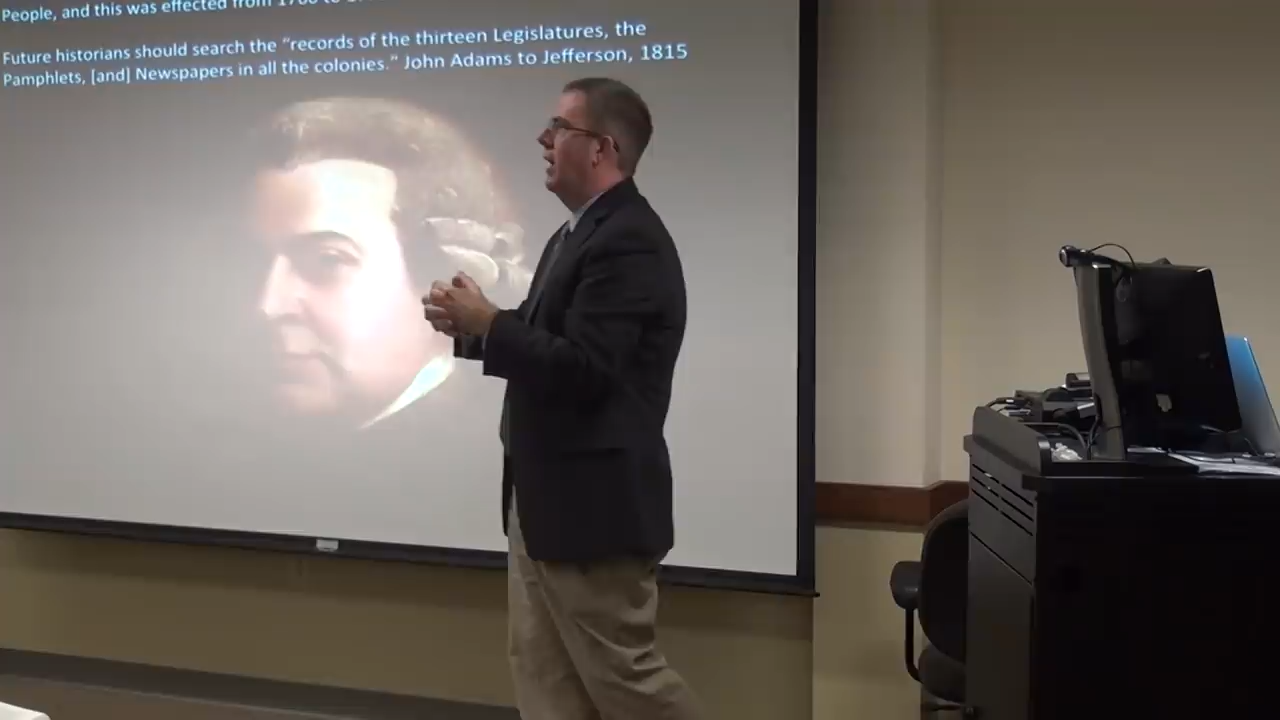 People, and this was effected from
Future historians should search the “records of the thirteen Legislatures, the
Pamphlets, [and] Newspapers in all the colonies.” John Adams to Jefferson, 1815